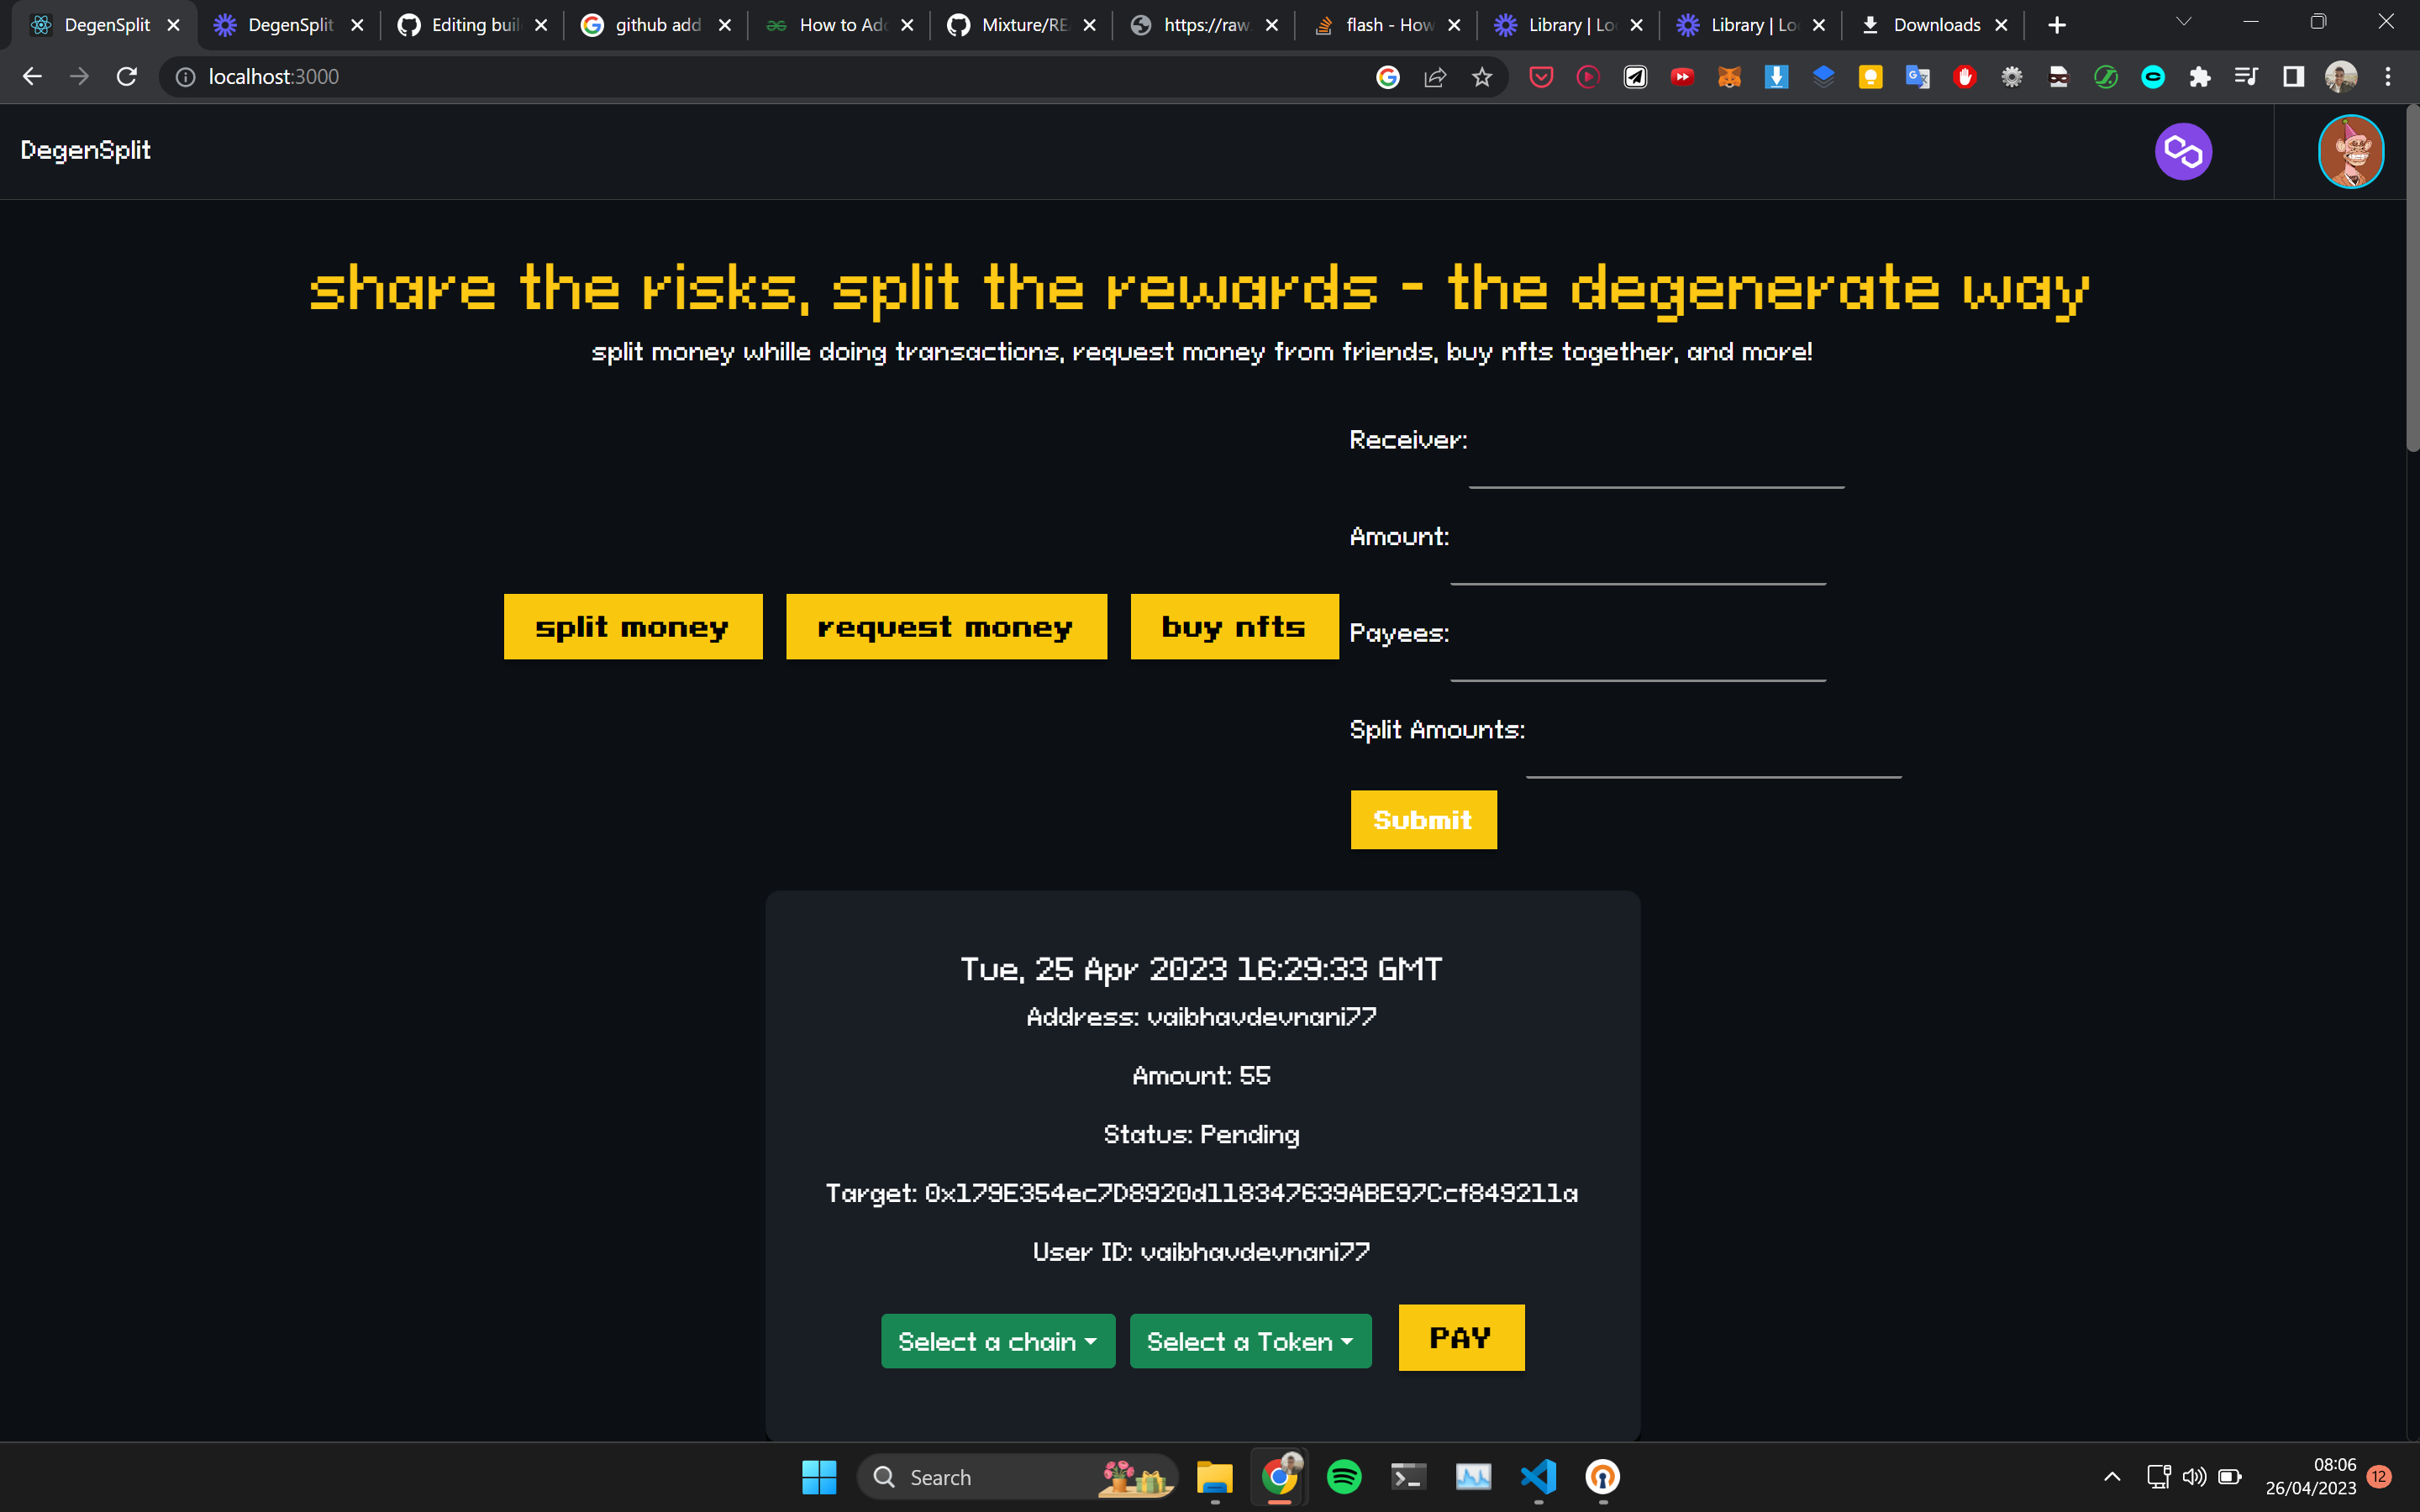 DegenSplit
DegenSplit
Editing buil
github add
How to Add
Mixture/RE
https://raw.
flash - How
Library | Lo
Library | Lo
Downloads
localhost:3000
DegenSplit
share the risks, split the rewards - the degenerate way
split money whille doing transactions, request money from friends, buy nfts together, and more!
Receiver:
Amount:
split money
request money
buy nfts
Payees:
Split Amounts:
Submit
Tue, 25 Apr 2023 16:29:33 GMT
Address: vaibhavdevnani77
Amount: 55
Status: Pending
Target: 0x179E354ec7D8920d118347639ABE97Ccf849211a
User ID: vaibhavdevnani77
Select a chain
Select a Token
PAY
Search
08:06
26/04/2023
12